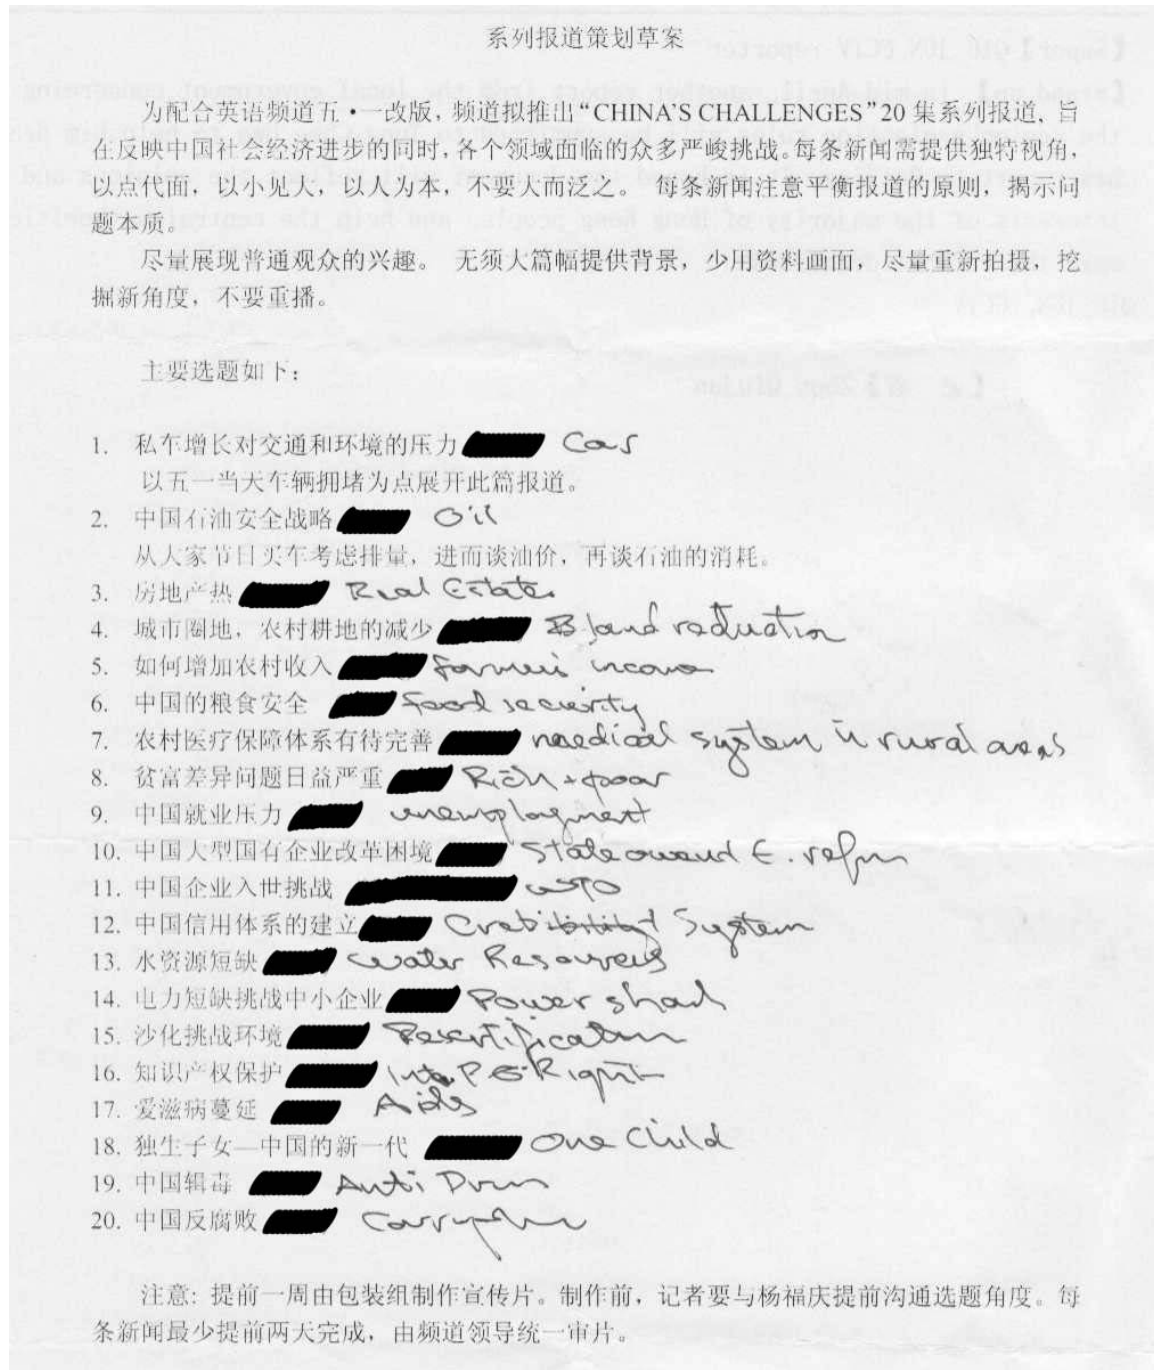 系列报道策划草案
为配合英语频道五·一改版，频道拟推出“CHINA'S CHALLENGES”20 集系列报道、旨
在反映中国社会经济进步的同时，各个领域面临的众多严峻挑战。每条新闻需提供独特视角，
以点代面，以小见大，以人为本，不要大而泛之。 每条新闻注意平衡报道的原则，揭示问
题本质。
尽量展现普通观众的兴趣。 无须大篇幅提供背景，少用资料画面，尽量重新拍摄，挖
掘新角度，不要重播。
主要选题如下：
1. 私车增长对交通和环境的压力 Cars
以五一当天车辆拥堵为点展开此篇报道。
2. 中国石油安全战略 Oil
从大家节日买车考虑排量，进而谈油价，再谈石油的消耗。
3. 房地产热 Real Estate
4. 城市圈地，农村耕地的减少 land reduction
5. 如何增加农村收入 farmers income
6. 中国的粮食安全 food security
7. 农村医疗保障体系有待完善 medical system in rural areas
8. 贫富差异问题日益严重 Rich + poor
9. 中国就业压力 unemployment
10. 中国大型国有企业改革困境 State owned E. reform
11. 中国企业入世挑战 WTO
12. 中国信用体系的建立 System
13. 水资源短缺 Water Resources
14. 电力短缺挑战中小企业 Power
15. 沙化挑战环境 Desertification
16. 知识产权保护 Right
17. 爱滋病蔓延 Aids
18. 独生子女—中国的新一代 One Child
19. 中国辑毒 Anti
20. 中国反腐败 Corruption
注意: 提前一周由包装组制作宣传片。制作前，记者要与杨福庆提前沟通选题角度。每
条新闻最少提前两天完成，由频道领导统一审片。